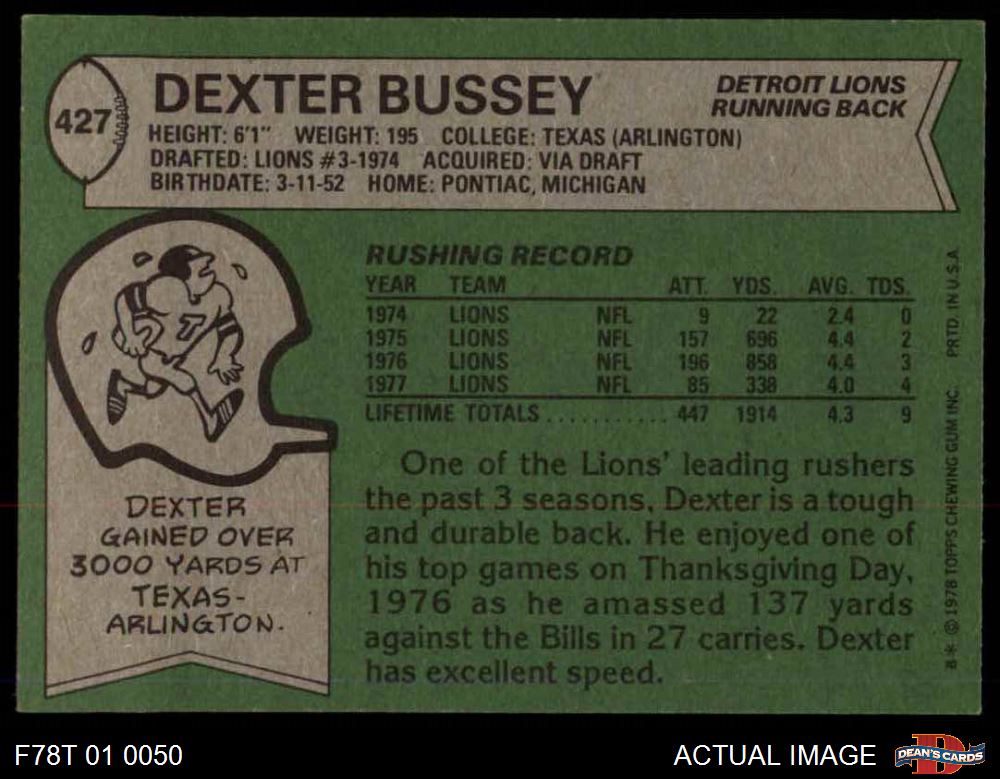 427
DEXTER BUSSEY
DETROIT LIONS
RUNNING BACK
HEIGHT: 6'1" WEIGHT: 195 COLLEGE: TEXAS (ARLINGTON)
DRAFTED: LIONS #3-1974 ACQUIRED: VIA DRAFT
BIRTHDATE: 3-11-52 HOME: PONTIAC, MICHIGAN
RUSHING RECORD
YEAR TEAM ATT. YDS. AVG. TDS.
1974 LIONS NFL 9 22 2.4 0
1975 LIONS NFL 157 696 4.4 2
1976 LIONS NFL 196 858 4.4 3
1977 LIONS NFL 85 338 4.0 4
LIFETIME TOTALS .......... 447 1914 4.3 9
T
DEXTER
GAINED OVER
3000 YARDS AT
TEXAS-
ARLINGTON.
One of the Lions' leading rushers
the past 3 seasons, Dexter is a tough
and durable back. He enjoyed one of
his top games on Thanksgiving Day,
1976 as he amassed 137 yards
against the Bills in 27 carries. Dexter
has excellent speed.
B* © 1978 TOPPS CHEWING GUM INC. PRTD. IN U.S.A
F78T 01 0050
ACTUAL IMAGE
D
DEAN'S CARDS